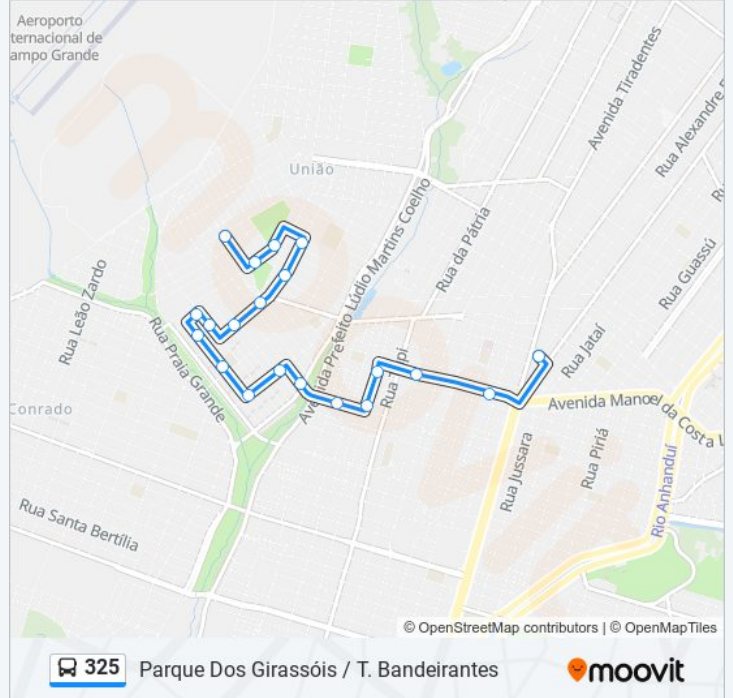 Aeroporto
ternacional de
ampo Grande
Avenida Tiradentes
Rua Alexandre
União
Avenida Prefeito Lúdio Martins Coelho
Rua da Pátria
Rua Guassú
Rua Leão Zardo
Rua Praia Grande
Rua Jataí
Conrado
Avenida Manoel da Costa L
Rua Jussara
Rua Piriá
Rio Anhanduí
Rua Santa Bertília
moovit
© OpenStreetMap contributors | © OpenMapTiles
325 Parque Dos Girassóis / T. Bandeirantes
moovit